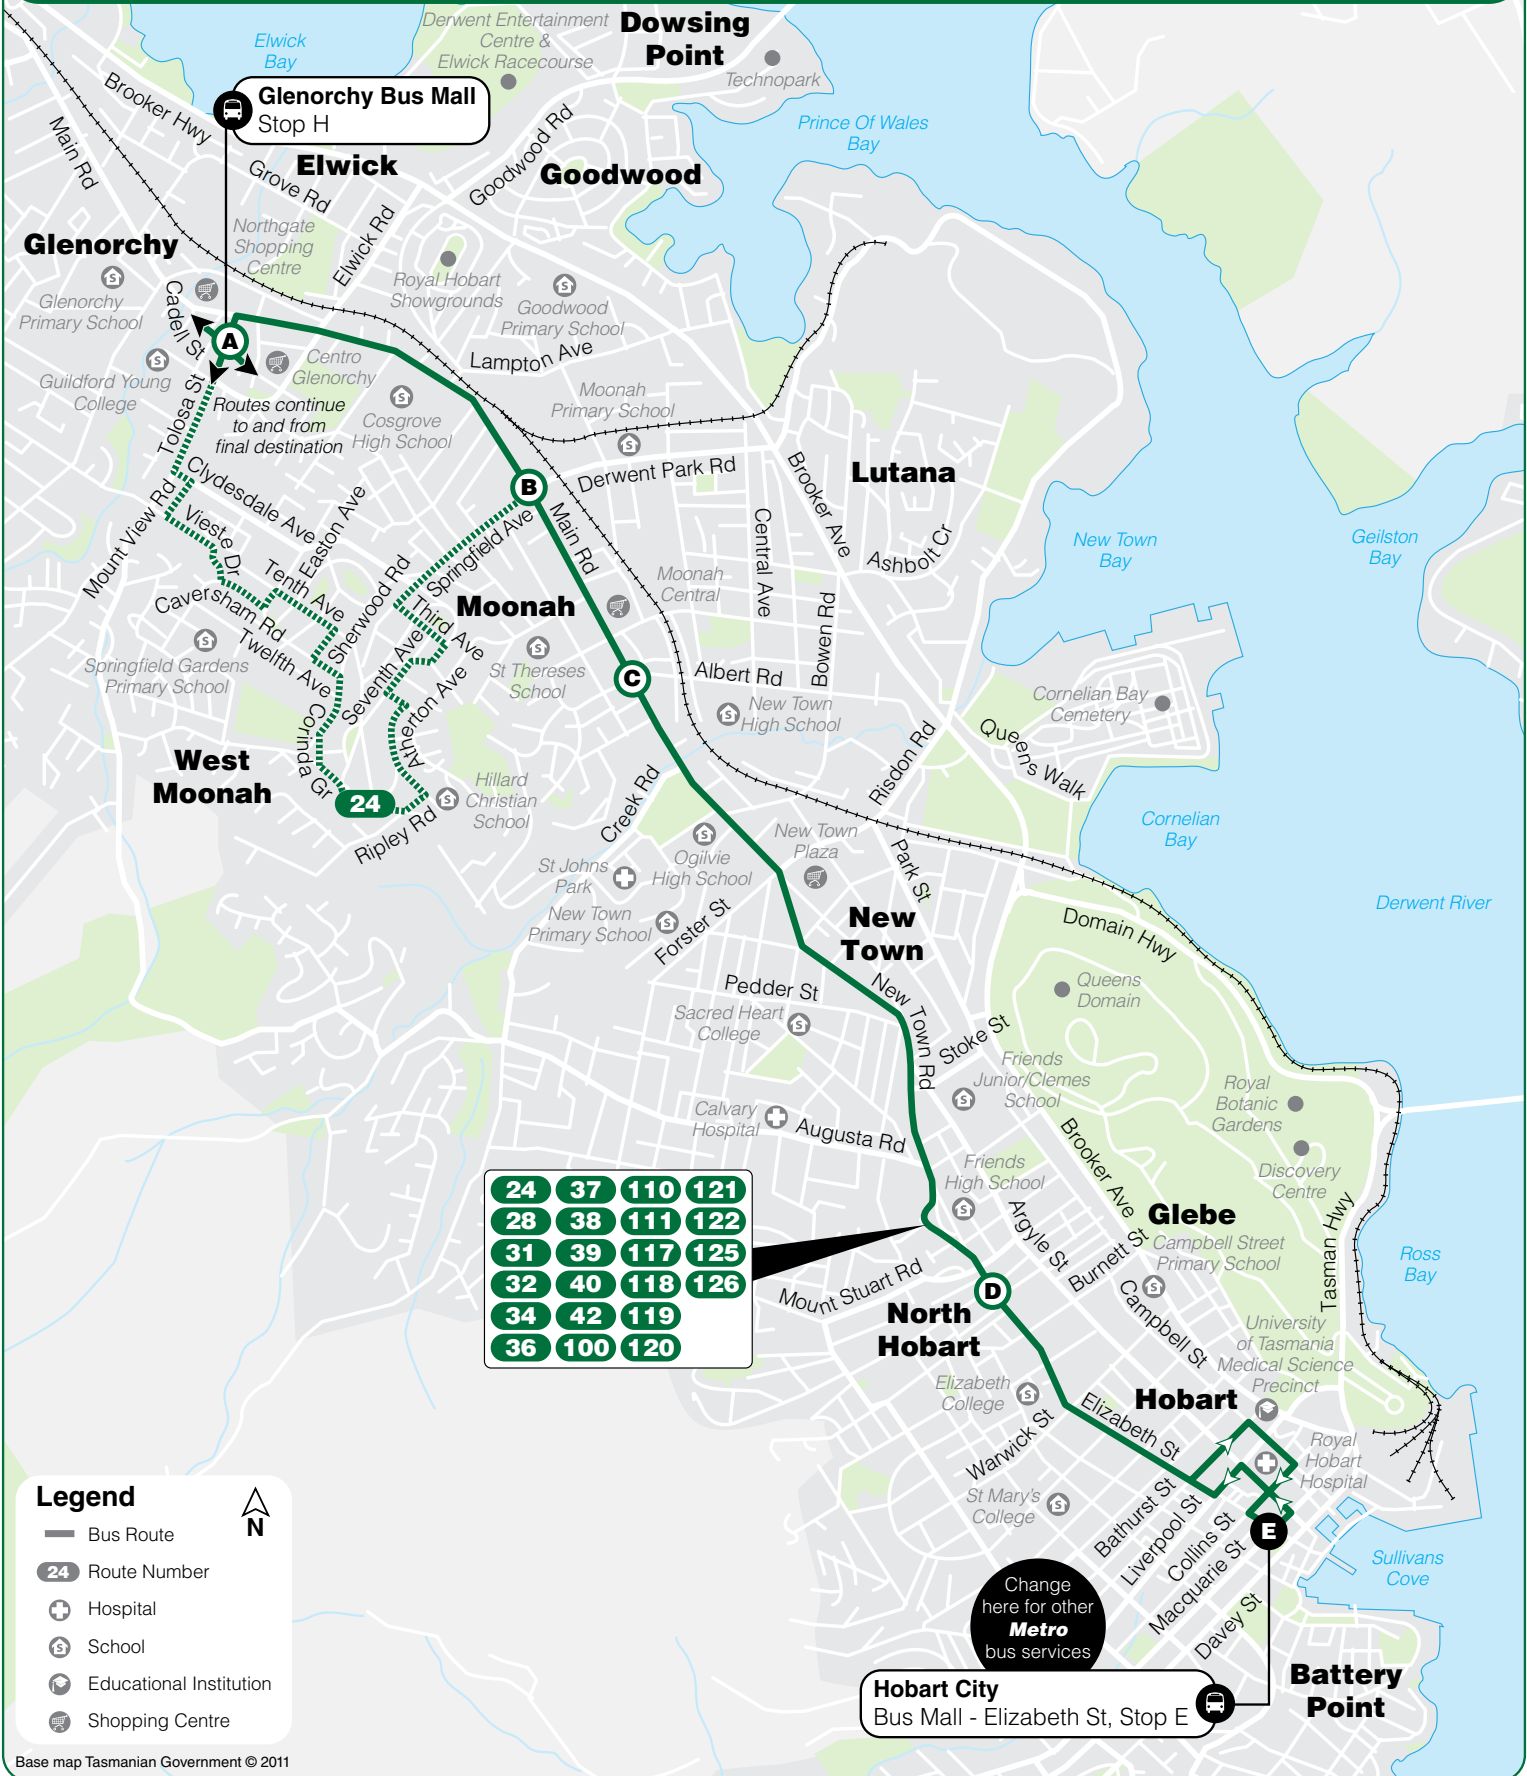 Derwent Entertainment
Centre &
Elwick Racecourse
Dowsing
Point
Technopark
Elwick
Bay
Brooker Hwy
Main Rd
Glenorchy Bus Mall
Stop H
Prince Of Wales
Bay
Elwick
Grove Rd
Goodwood Rd
Goodwood
Glenorchy
Northgate
Shopping
Centre
Elwick Rd
Royal Hobart
Showgrounds
Goodwood
Primary School
Glenorchy
Primary School
Cadell St
A
Lampton Ave
Centro
Glenorchy
Guildford Young
College
Tolosa St
Routes continue
to and from
final destination
Cosgrove
High School
Moonah
Primary School
Clydesdale Ave
Derwent Park Rd
B
Main Rd
Brooker Ave
Lutana
Central Ave
Ashbolt Cr
New Town
Bay
Geilston
Bay
Mount View Rd
Vieste Dr
Easton Ave
Tenth Ave
Sherwood Rd
Springfield Ave
Moonah
Moonah
Central
Bowen Rd
Caversham Rd
Twelfth Ave
Third Ave
Seventh Ave
St Thereses
School
Springfield Gardens
Primary School
C
Albert Rd
New Town
High School
Cornelian Bay
Cemetery
Atherton Ave
Corinda Gr
West
Moonah
24
Ripley Rd
Hillard
Christian
School
Creek Rd
Risdon Rd
Queens Walk
Cornelian
Bay
New Town
Plaza
Ogilvie
High School
St Johns
Park
Park St
New Town
Primary School
Forster St
New
Town
Domain Hwy
Derwent River
Pedder St
New Town Rd
Queens
Domain
Sacred Heart
College
Stoke St
Friends
Junior/Clemes
School
Royal
Botanic
Gardens
Calvary
Hospital
Augusta Rd
Brooker Ave
Friends
High School
Discovery
Centre
24 37 110 121
28 38 111 122
31 39 117 125
32 40 118 126
34 42 119
36 100 120
Argyle St
Glebe
Burnett St
Campbell Street
Primary School
Tasman Hwy
Ross
Bay
Mount Stuart Rd
D
North
Hobart
Campbell St
University
of Tasmania
Medical Science
Precinct
Elizabeth
College
Hobart
Elizabeth St
Warwick St
Royal
Hobart
Hospital
St Mary's
College
Bathurst St
Liverpool St
Collins St
Macquarie St
Davey St
E
Sullivans
Cove
Change
here for other
Metro
bus services
Hobart City
Bus Mall - Elizabeth St, Stop E
Battery
Point
Legend
N
Bus Route
24 Route Number
Hospital
School
Educational Institution
Shopping Centre
Base map Tasmanian Government © 2011